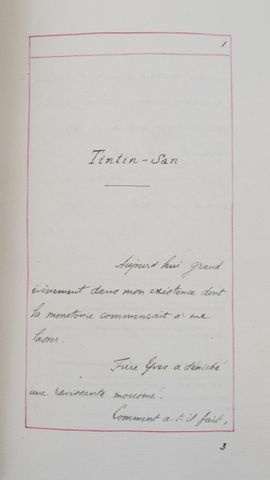 1
Tintin-San
Aujourd'hui grand
évènement dans mon existence dont
la monotonie commençait à me
lasser.
Frère Yves a déniché
une ravissante mousmé.
Comment a-t-il fait,
3